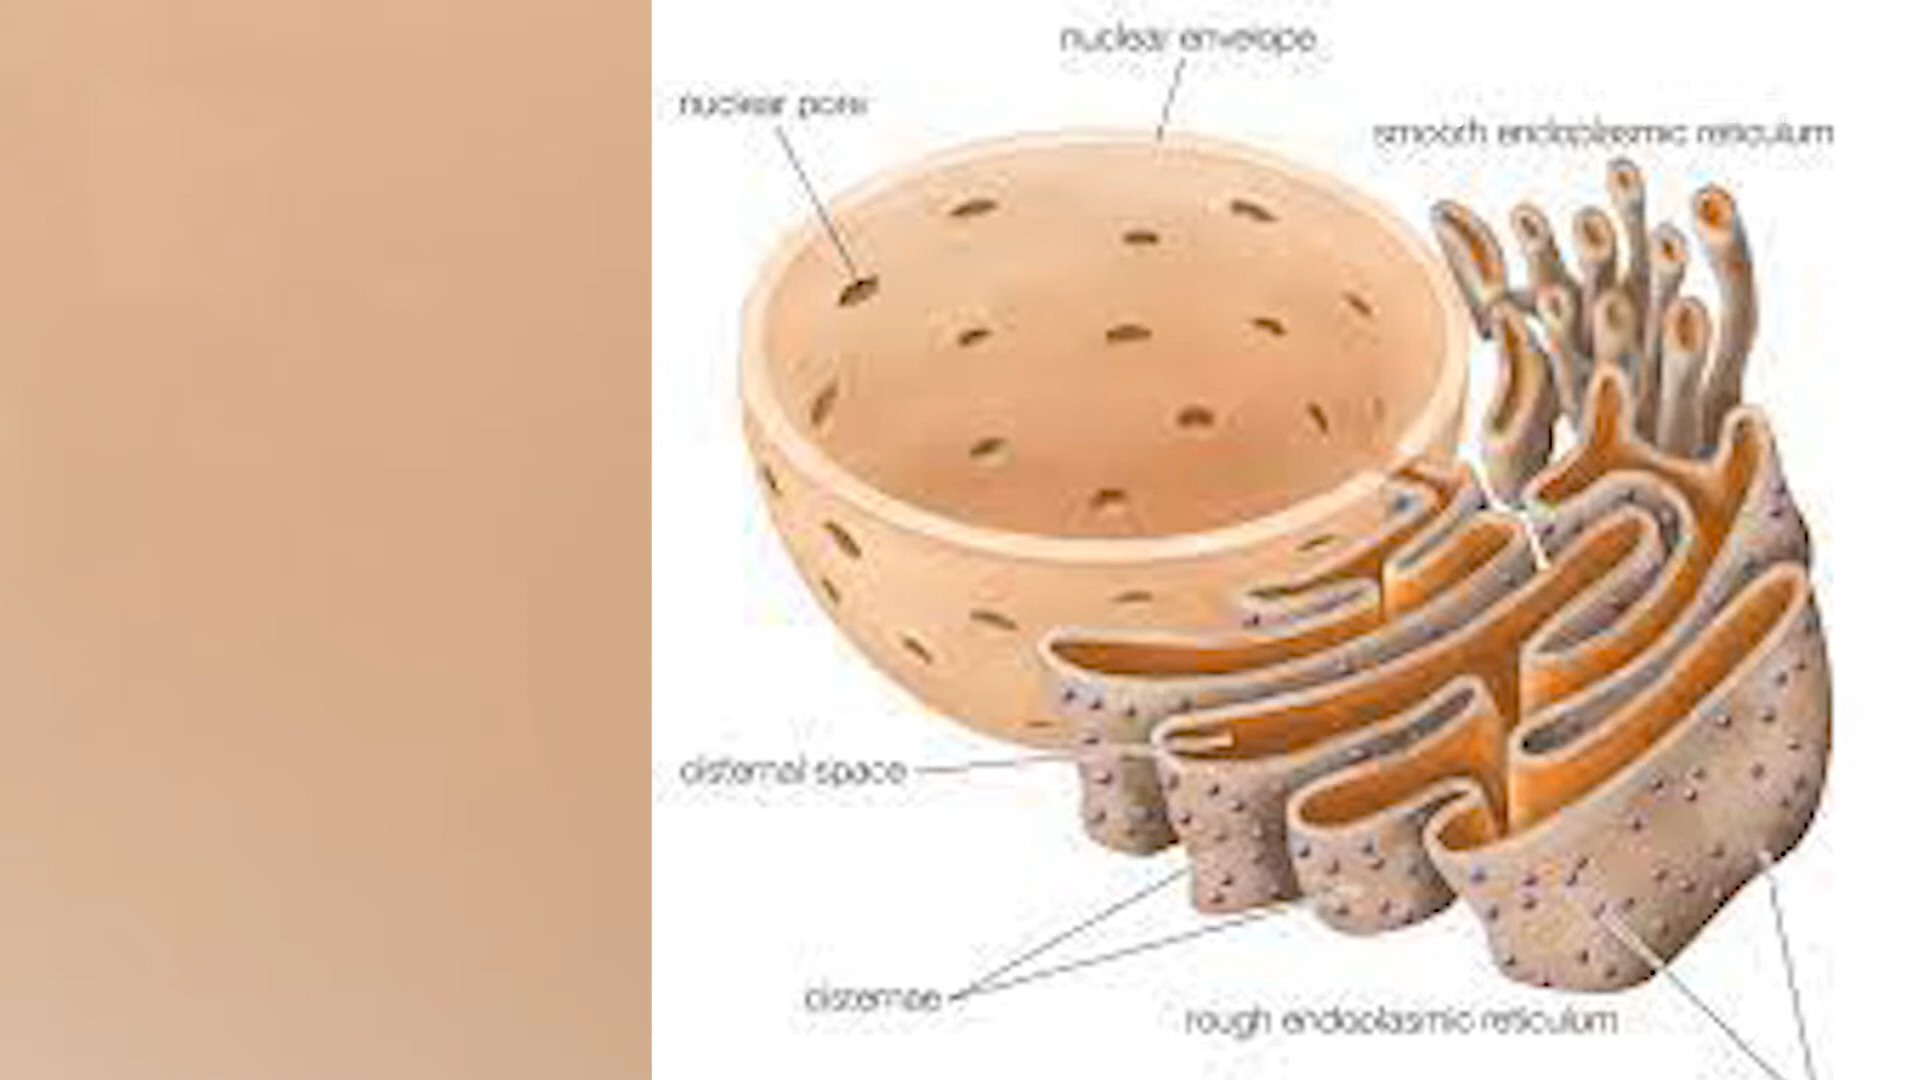 nuclear envelope
nuclear pore
smooth endoplasmic reticulum
cisternal space
cisternae
rough endoplasmic reticulum